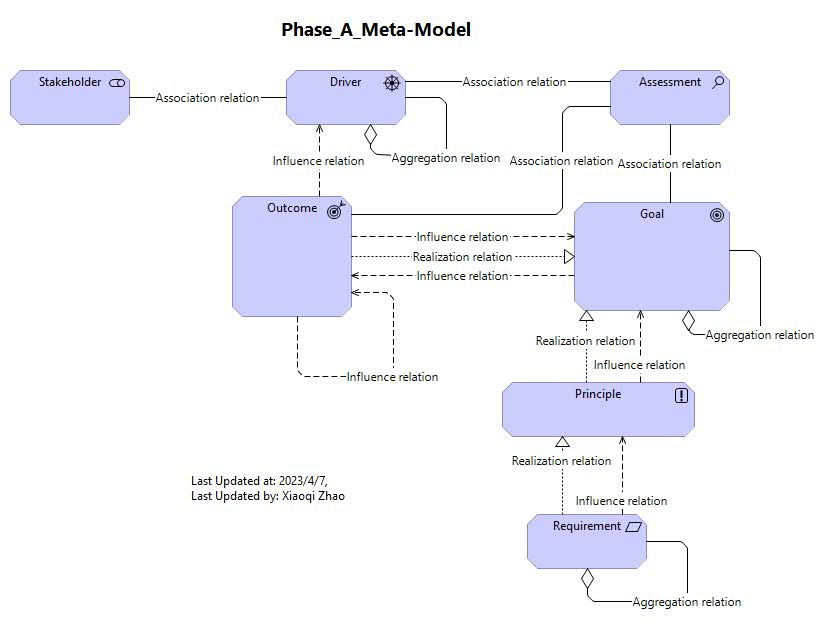 Phase_A_Meta-Model
Stakeholder
Driver
Assessment
Association relation
Association relation
Influence relation
Aggregation relation
Association relation
Association relation
Outcome
Goal
Influence relation
Realization relation
Influence relation
Aggregation relation
Realization relation
Influence relation
Influence relation
Principle
Realization relation
Last Updated at: 2023/4/7,
Last Updated by: Xiaoqi Zhao
Influence relation
Requirement
Aggregation relation